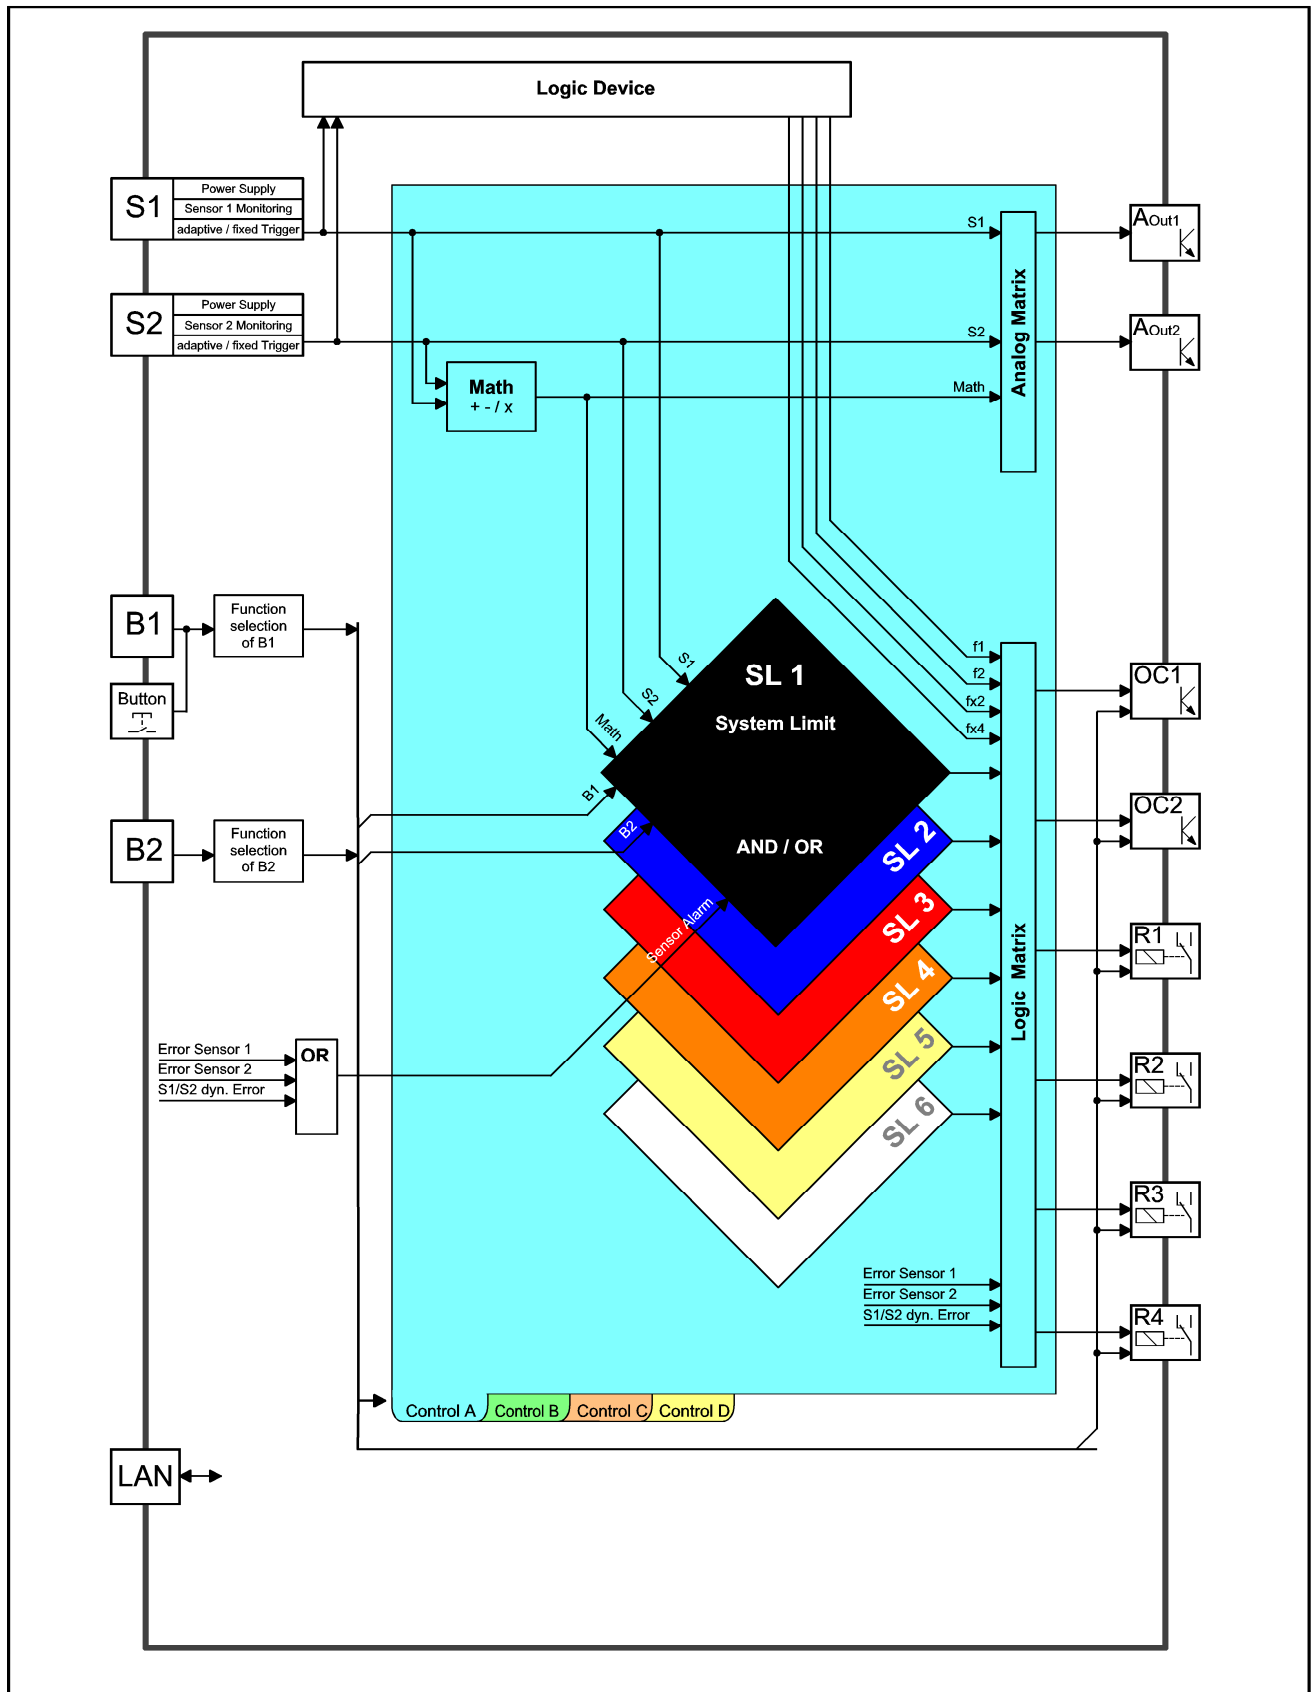 Logic Device
S1
Power Supply
Sensor 1 Monitoring
adaptive / fixed Trigger
S1
AOut1
S2
Power Supply
Sensor 2 Monitoring
adaptive / fixed Trigger
S2
AOut2
Analog Matrix
Math
+ - / x
Math
B1
Function
selection
of B1
Button
f1
f2
fx2
fx4
S1
S2
Math
B1
B2
SL 1
System Limit
AND / OR
OC1
OC2
B2
Function
selection
of B2
SL 2
SL 3
SL 4
SL 5
SL 6
Sensor Alarm
Logic Matrix
R1
R2
R3
R4
Error Sensor 1
Error Sensor 2
S1/S2 dyn. Error
OR
Error Sensor 1
Error Sensor 2
S1/S2 dyn. Error
Control A
Control B
Control C
Control D
LAN